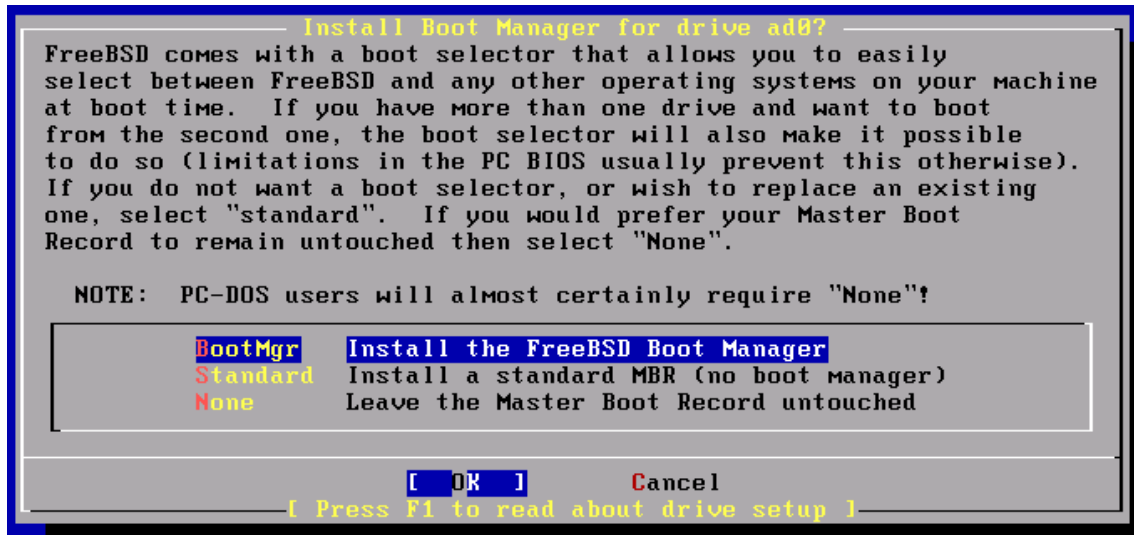 Install Boot Manager for drive ad0?
FreeBSD comes with a boot selector that allows you to easily
select between FreeBSD and any other operating systems on your machine
at boot time.  If you have more than one drive and want to boot
from the second one, the boot selector will also make it possible
to do so (limitations in the PC BIOS usually prevent this otherwise).
If you do not want a boot selector, or wish to replace an existing
one, select "standard".  If you would prefer your Master Boot
Record to remain untouched then select "None".
NOTE:  PC-DOS users will almost certainly require "None"!
BootMgr   Install the FreeBSD Boot Manager
Standard  Install a standard MBR (no boot manager)
None      Leave the Master Boot Record untouched
[  OK  ]       Cancel
[ Press F1 to read about drive setup ]